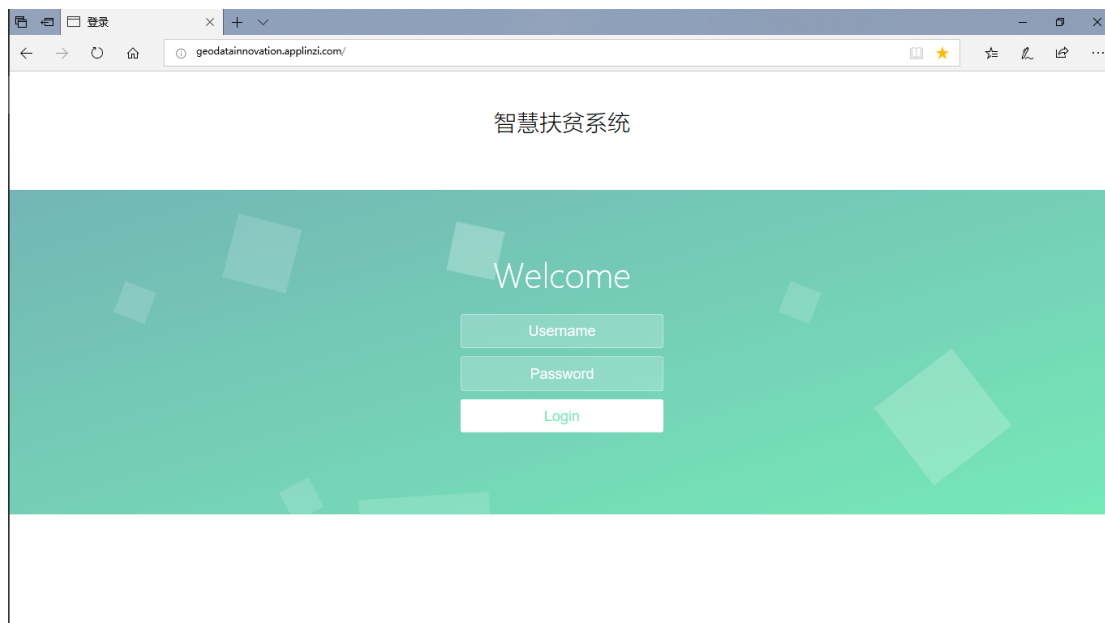 登录
geodatainnovation.applinzi.com/
智慧扶贫系统
Welcome
Username
Password
Login